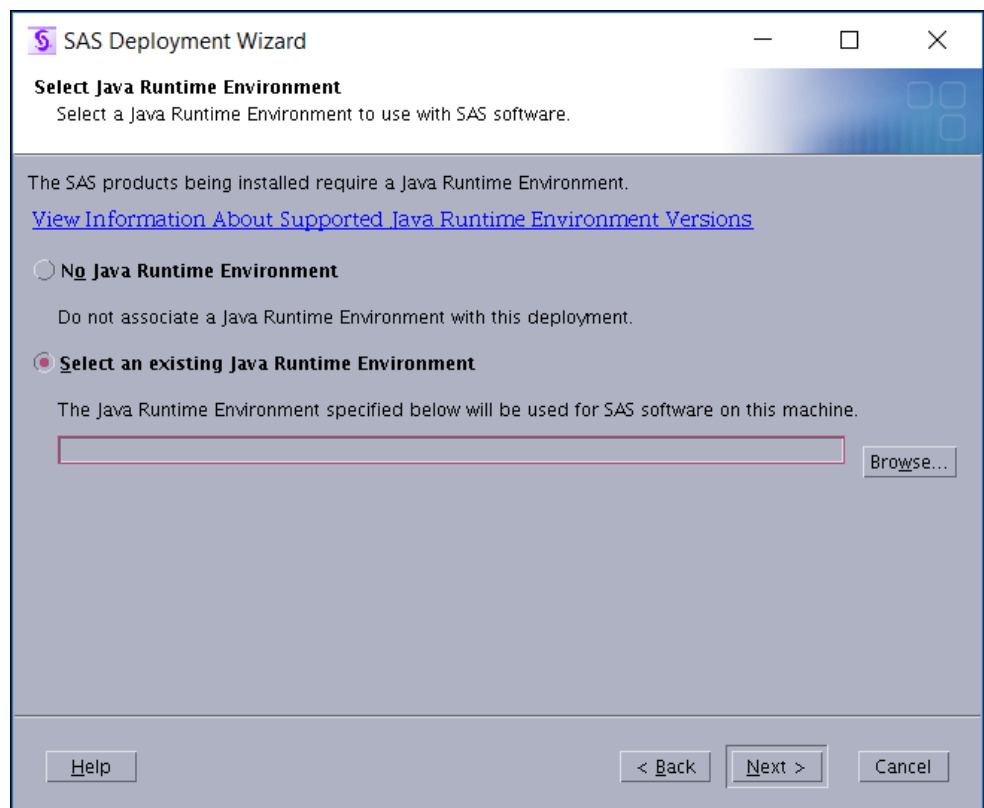 SAS Deployment Wizard
Select Java Runtime Environment
Select a Java Runtime Environment to use with SAS software.
The SAS products being installed require a Java Runtime Environment.
View Information About Supported Java Runtime Environment Versions
No Java Runtime Environment
Do not associate a Java Runtime Environment with this deployment.
Select an existing Java Runtime Environment
The Java Runtime Environment specified below will be used for SAS software on this machine.
Browse...
Help
< Back
Next >
Cancel